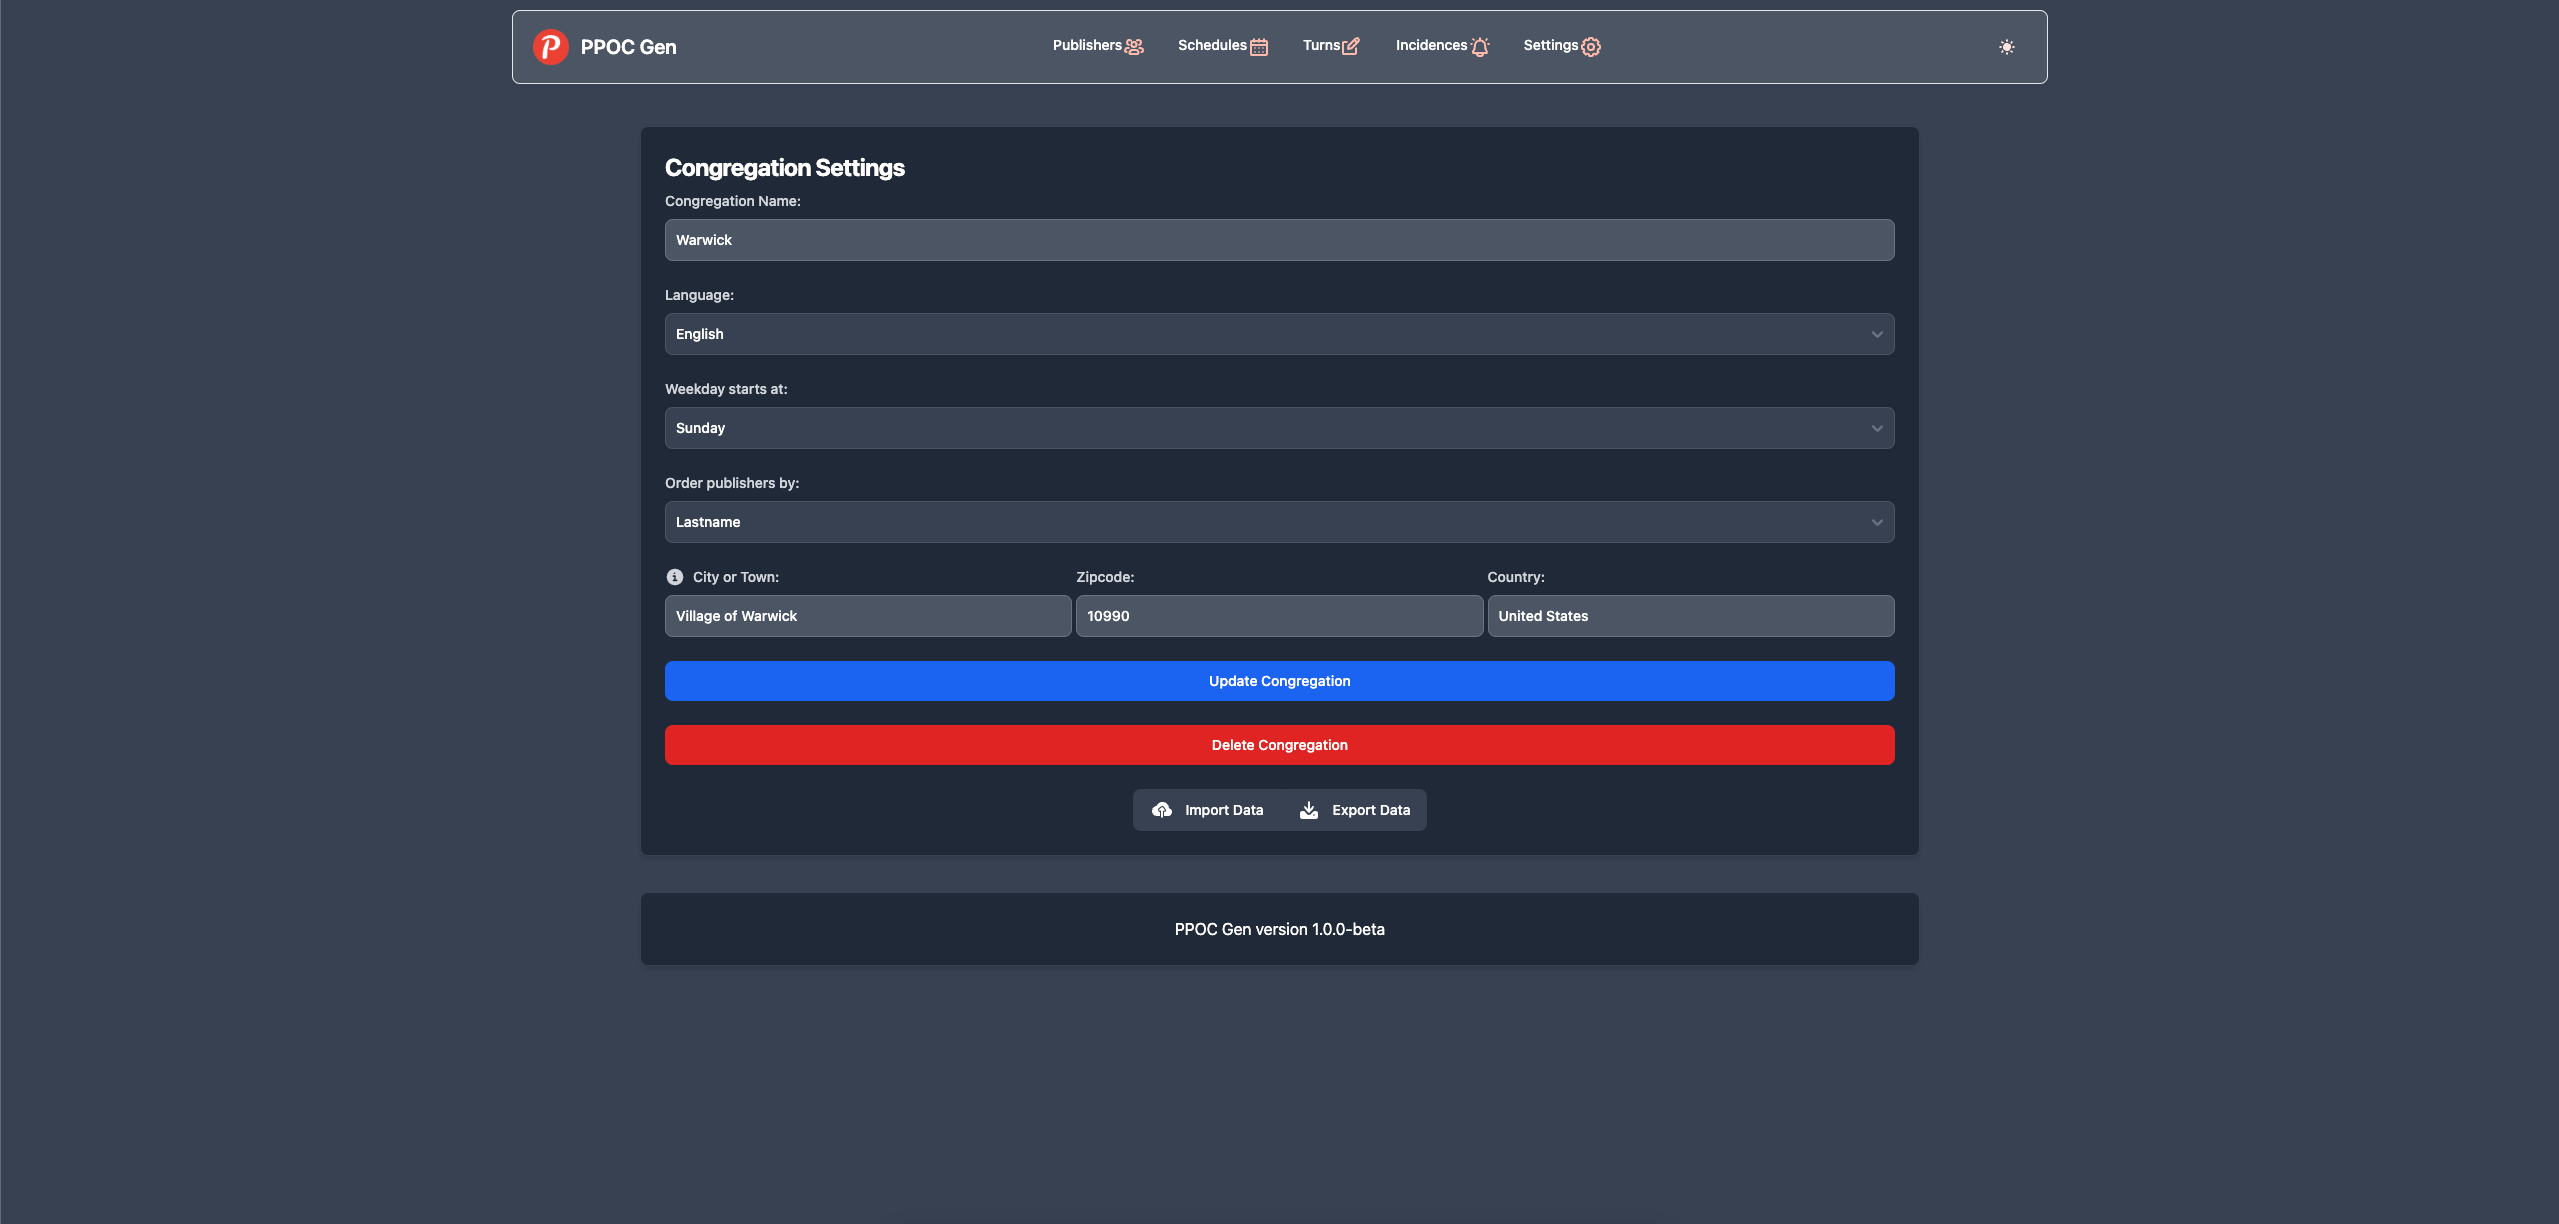 PPOC Gen
Publishers Schedules Turns Incidences Settings
Congregation Settings
Congregation Name:
Warwick
Language:
English
Weekday starts at:
Sunday
Order publishers by:
Lastname
City or Town: Zipcode: Country:
Village of Warwick 10990 United States
Update Congregation
Delete Congregation
Import Data Export Data
PPOC Gen version 1.0.0-beta